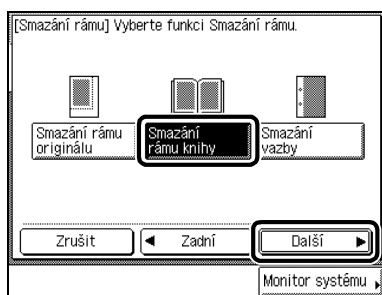 [Smazání rámu] Vyberte funkci Smazání rámu.
Smazání rámu
originálu
Smazání
rámu knihy
Smazání
vazby
Zrušit
Zadní
Další
Monitor systému